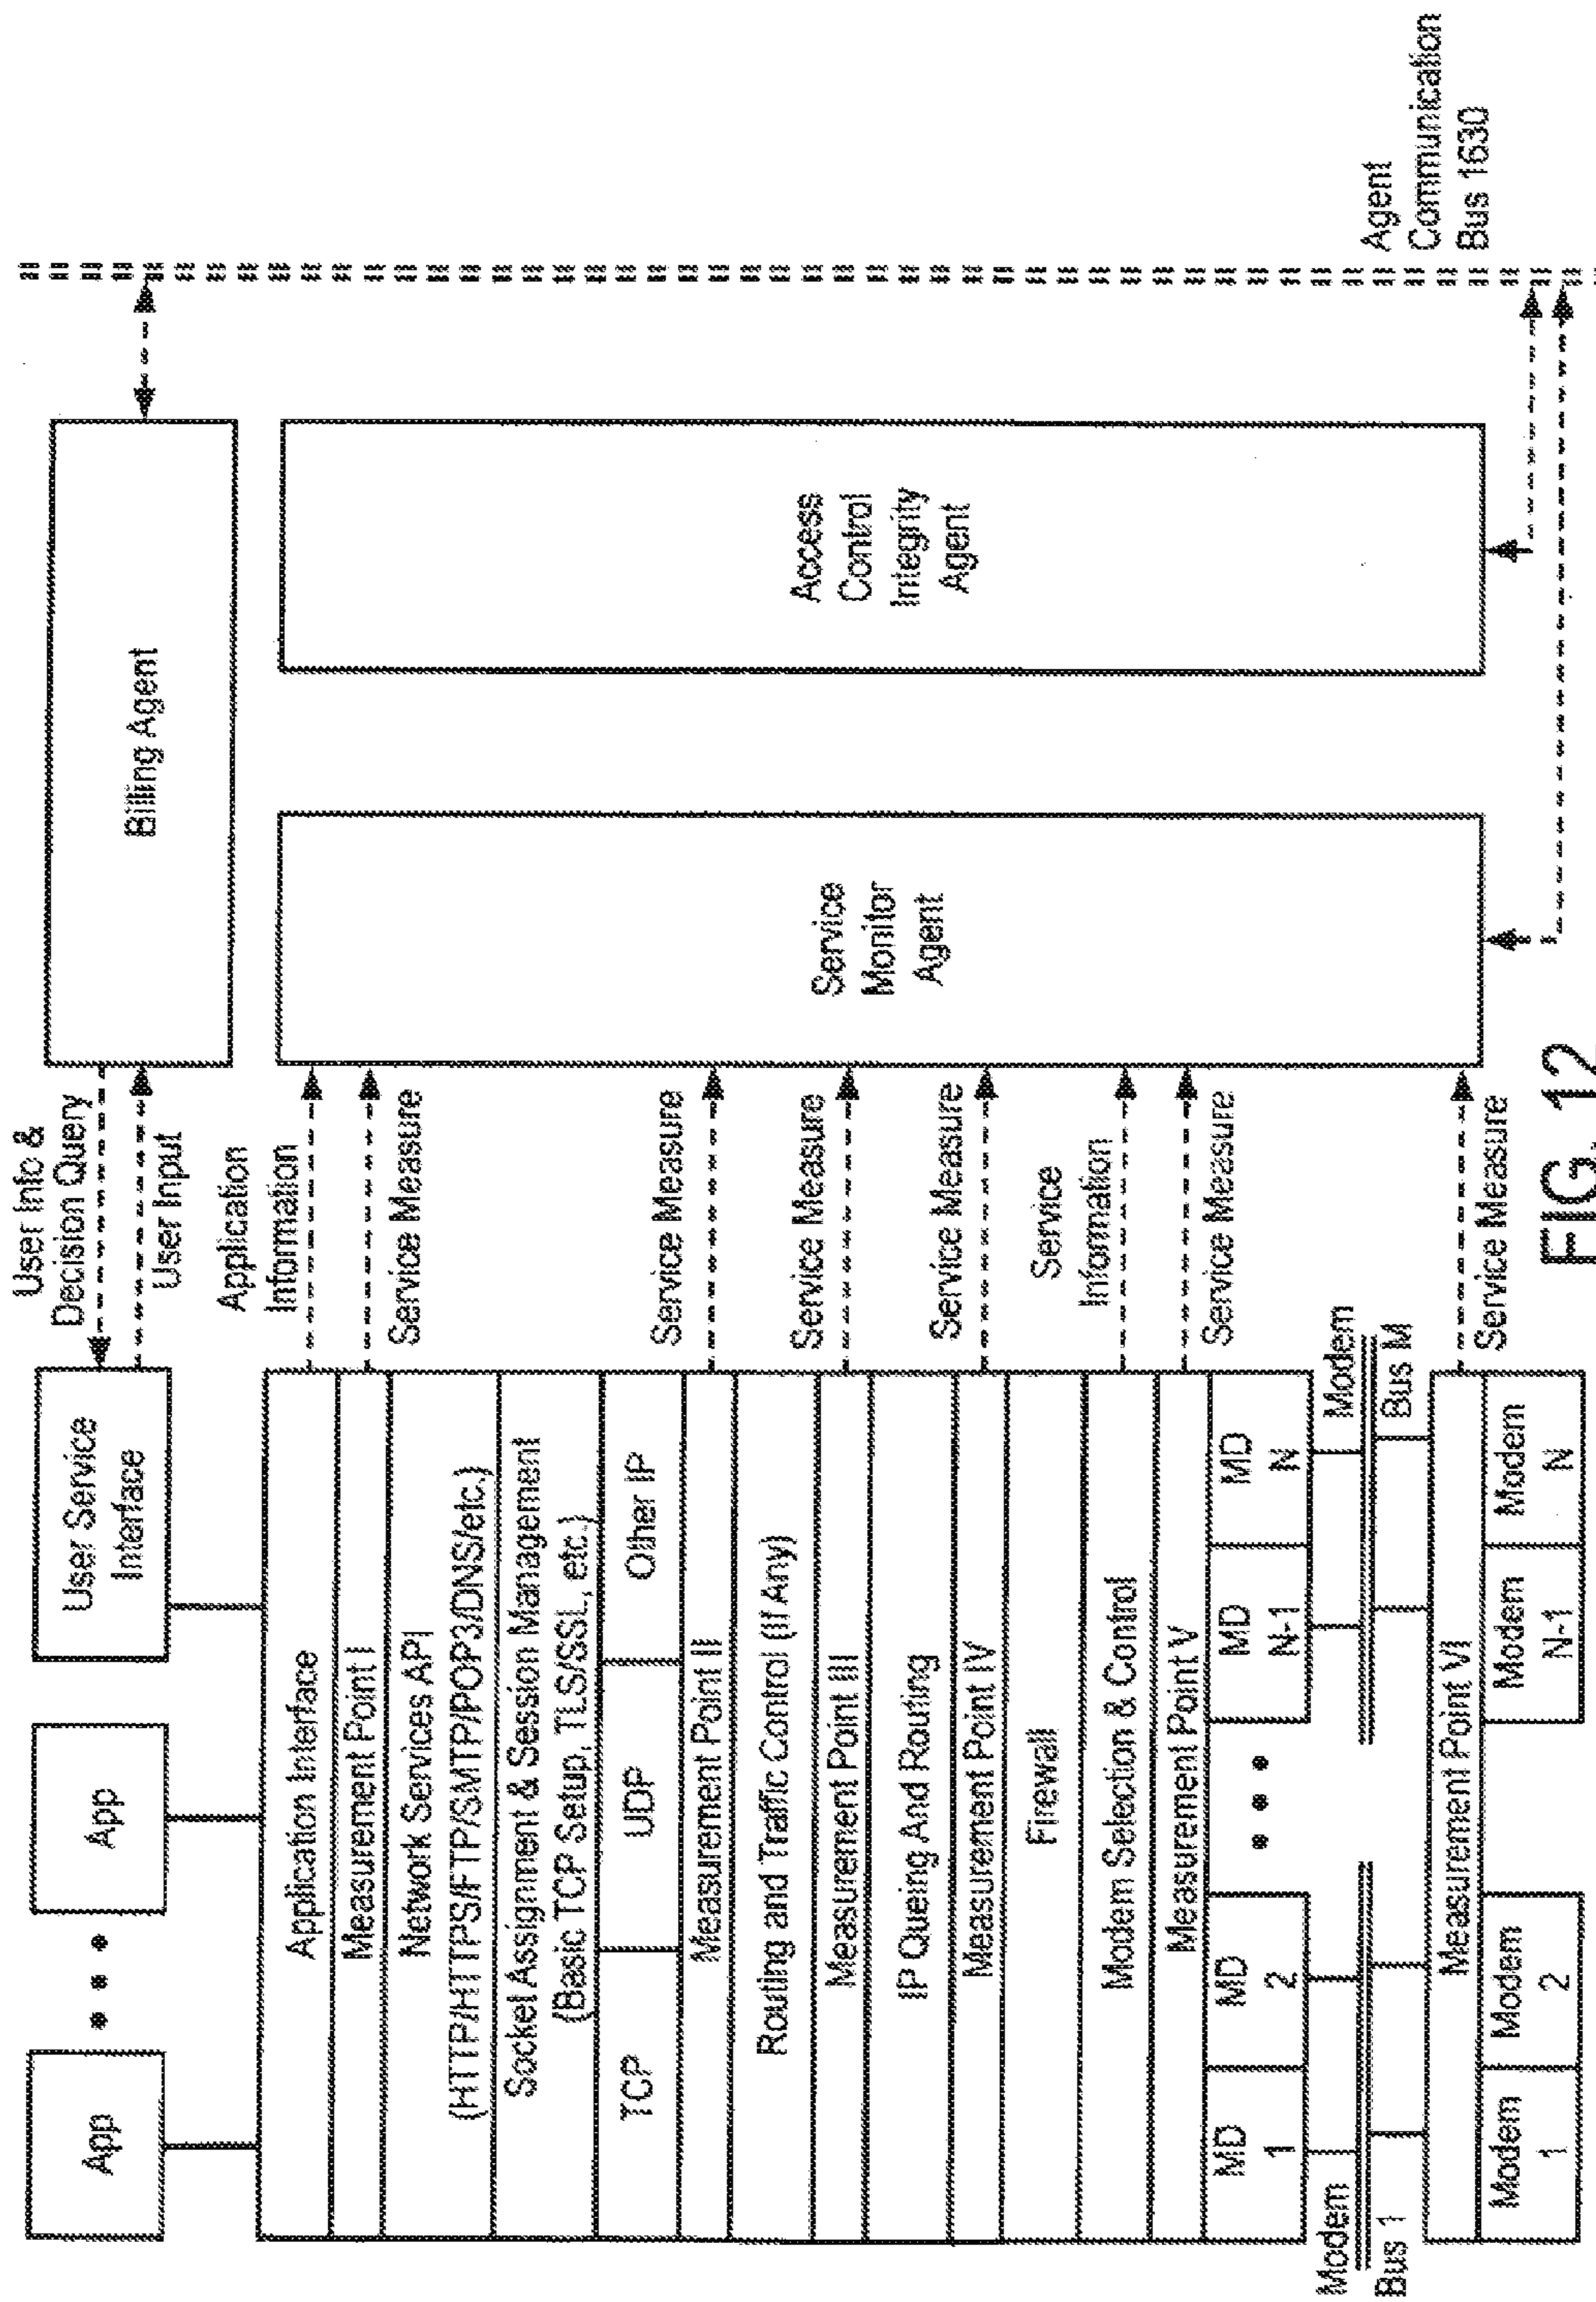 User Info &
Decision Query
User Input
App
App
User Service
Interface
Billing Agent
Application
Information
Application Interface
Measurement Point I
Service Measure
Network Services API
(HTTP/HTTPS/FTP/SMTP/POP3/DNS/etc.)
Socket Assignment & Session Management
(Basic TCP Setup, TLS/SSL, etc.)
TCP
UDP
Other IP
Measurement Point II
Service Measure
Routing and Traffic Control (If Any)
Measurement Point III
Service Measure
IP Queing And Routing
Measurement Point IV
Service Measure
Firewall
Service
Information
Modem Selection & Control
Measurement Point V
Service Measure
MD
1
MD
2
MD
N-1
MD
N
Modem
Bus 1
Modem
Bus M
Measurement Point VI
Service Measure
Modem
1
Modem
2
Modem
N-1
Modem
N
Service
Monitor
Agent
Access
Control
Integrity
Agent
Agent
Communication
Bus 1630
FIG. 12